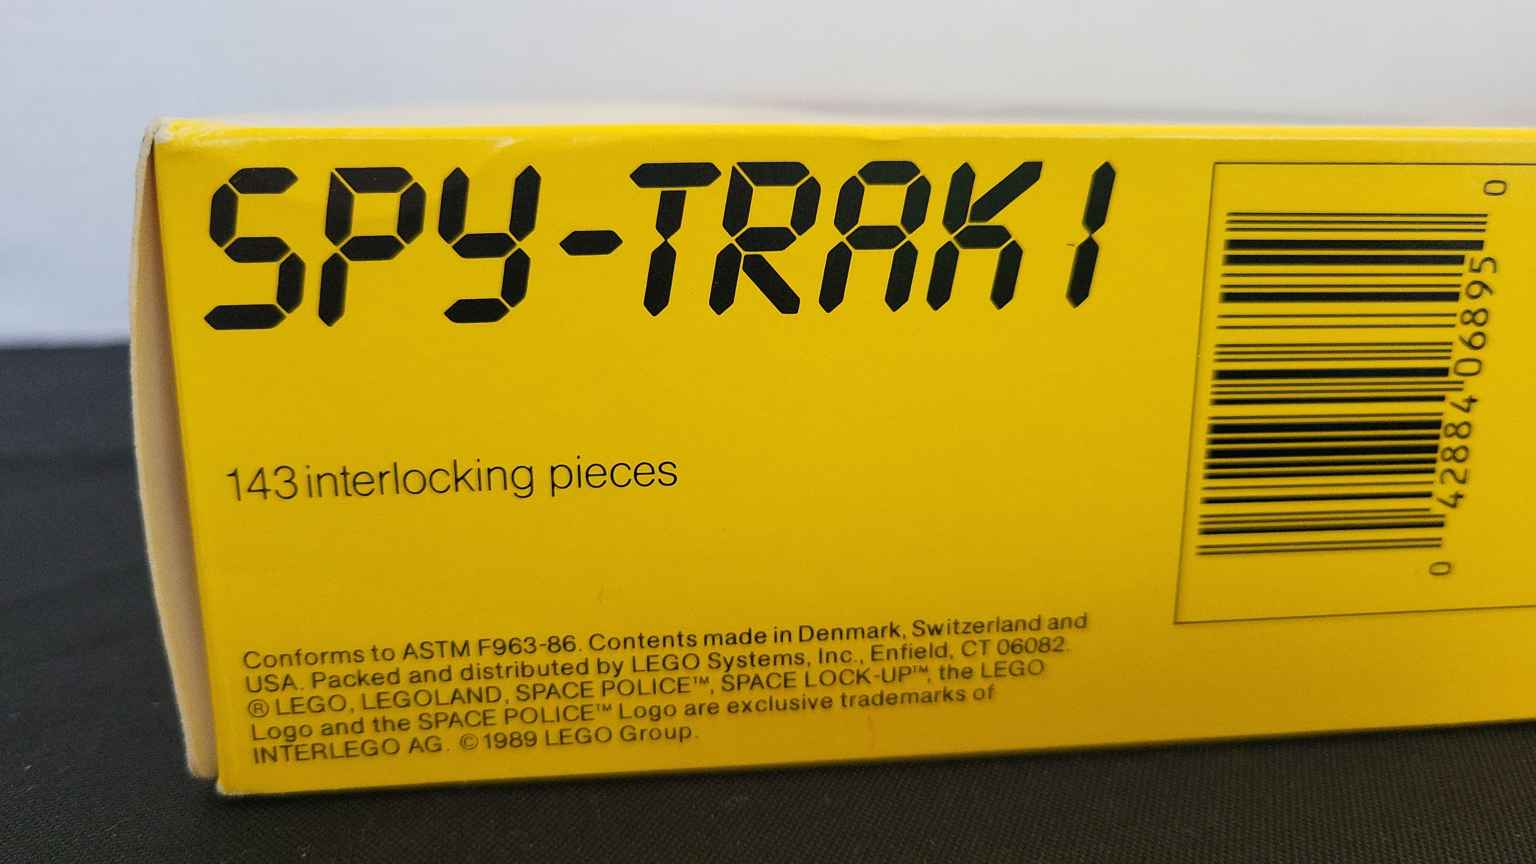 SPY-TRAK 1
143 interlocking pieces
Conforms to ASTM F963-86. Contents made in Denmark, Switzerland and
USA. Packed and distributed by LEGO Systems, Inc., Enfield, CT 06082.
® LEGO, LEGOLAND, SPACE POLICE™, SPACE LOCK-UP™, the LEGO
Logo and the SPACE POLICE™ Logo are exclusive trademarks of
INTERLEGO AG. © 1989 LEGO Group.
0 42884 06895 0